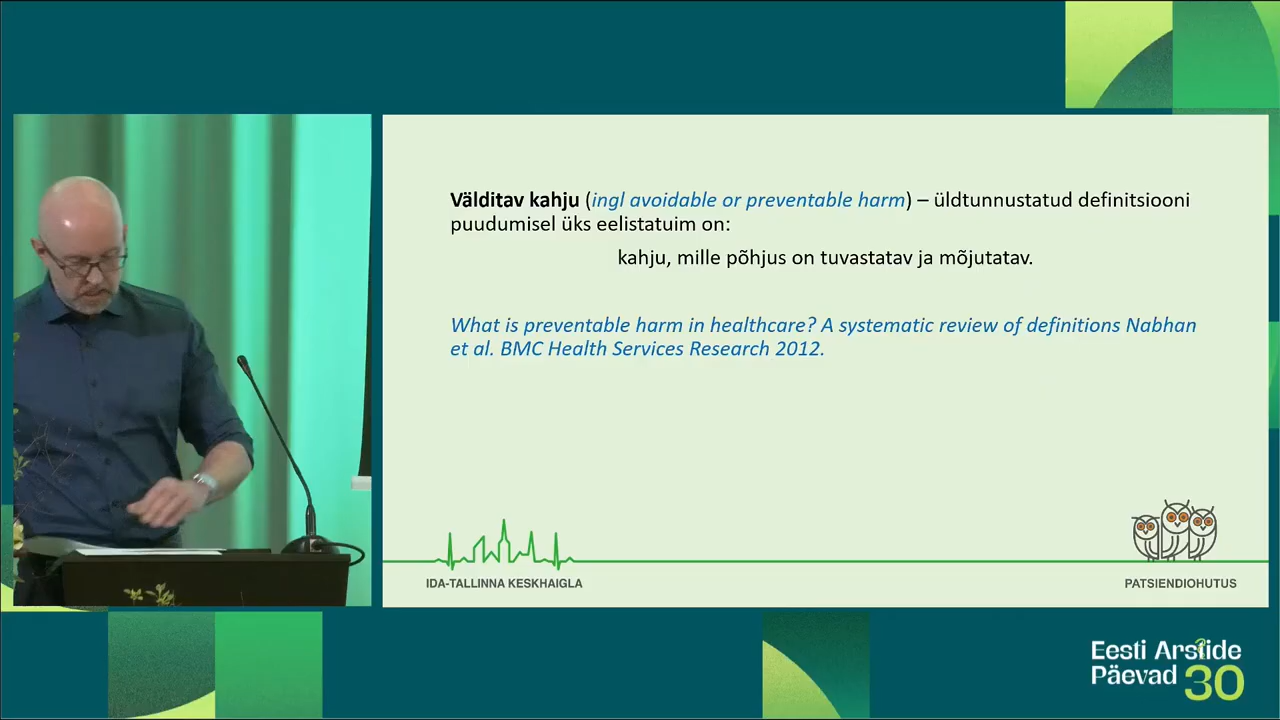 Välditav kahju (ingl avoidable or preventable harm) – üldtunnustatud definitsiooni
puudumisel üks eelistatuim on:
kahju, mille põhjus on tuvastatav ja mõjutatav.
What is preventable harm in healthcare? A systematic review of definitions Nabhan
et al. BMC Health Services Research 2012.
IDA-TALLINNA KESKHAIGLA
PATSIENDIOHUTUS
Eesti Arstide
Päevad 30